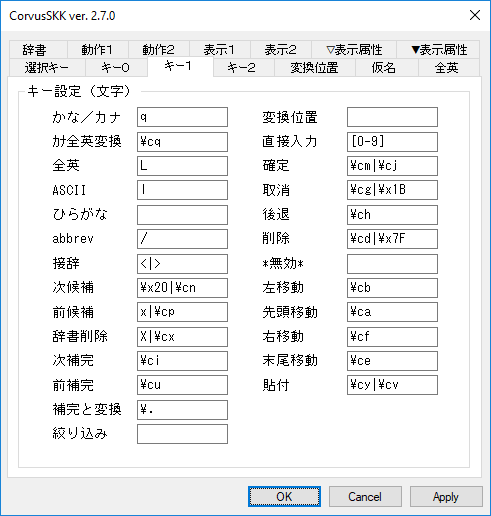 CorvusSKK ver. 2.7.0
辞書 動作1 動作2 表示1 表示2 ▽表示属性 ▼表示属性
選択キー キー0 キー1 キー2 変換位置 仮名 全英
キー設定 (文字)
かな／カナ q 変換位置
ｶﾅ全英変換 ¥cq 直接入力 [0-9]
全英 L 確定 ¥cm|¥cj
ASCII l 取消 ¥cg|¥x1B
ひらがな 後退 ¥ch
abbrev / 削除 ¥cd|¥x7F
接辞 <|> *無効*
次候補 ¥x20|¥cn 左移動 ¥cb
前候補 x|¥cp 先頭移動 ¥ca
辞書削除 X|¥cx 右移動 ¥cf
次補完 ¥ci 末尾移動 ¥ce
前補完 ¥cu 貼付 ¥cy|¥cv
補完と変換 ¥.
絞り込み
OK Cancel Apply